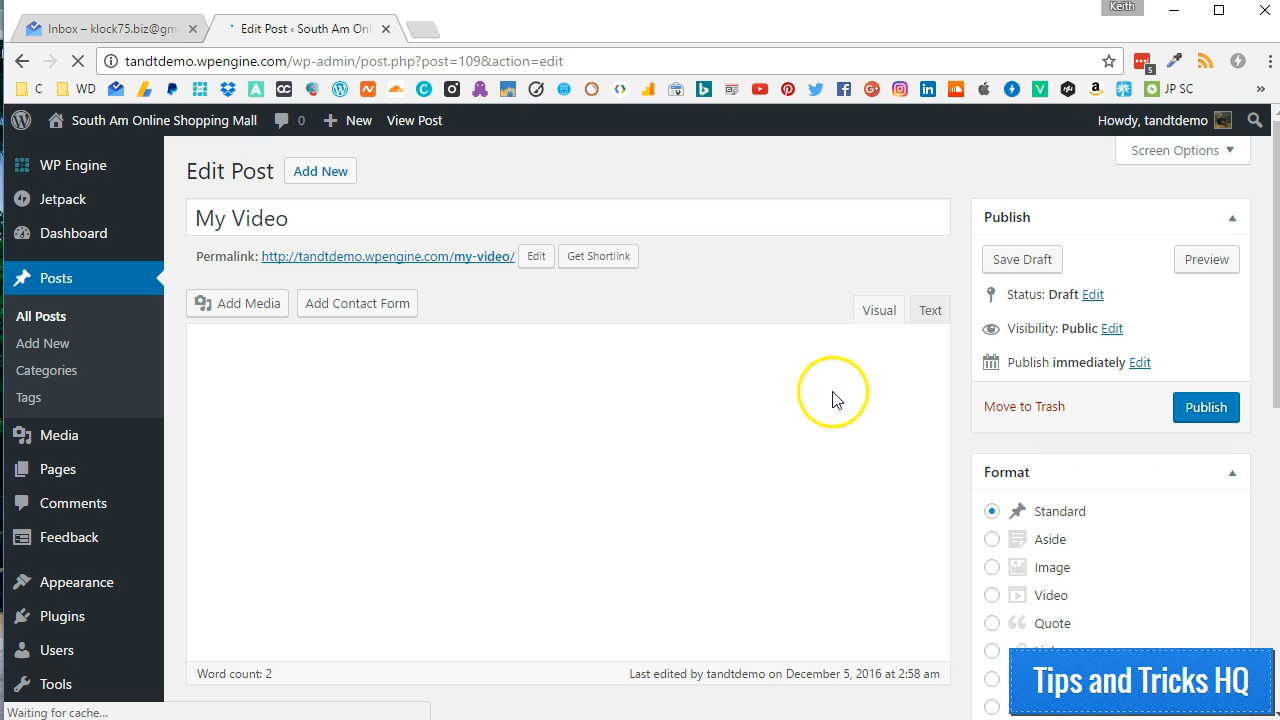 Keith
Inbox – klock75.biz@gm
Edit Post ‹ South Am Onl
tandtdemo.wpengine.com/wp-admin/post.php?post=109&action=edit
C
WD
JP SC
South Am Online Shopping Mall
0
New
View Post
Howdy, tandtdemo
Screen Options
WP Engine
Jetpack
Dashboard
Posts
All Posts
Add New
Categories
Tags
Media
Pages
Comments
Feedback
Appearance
Plugins
Users
Tools
Edit Post
Add New
My Video
Permalink: http://tandtdemo.wpengine.com/my-video/ Edit Get Shortlink
Add Media
Add Contact Form
Visual
Text
Word count: 2
Last edited by tandtdemo on December 5, 2016 at 2:58 am
Publish
Save Draft
Preview
Status: Draft Edit
Visibility: Public Edit
Publish immediately Edit
Move to Trash
Publish
Format
Standard
Aside
Image
Video
Quote
Tips and Tricks HQ
Waiting for cache...